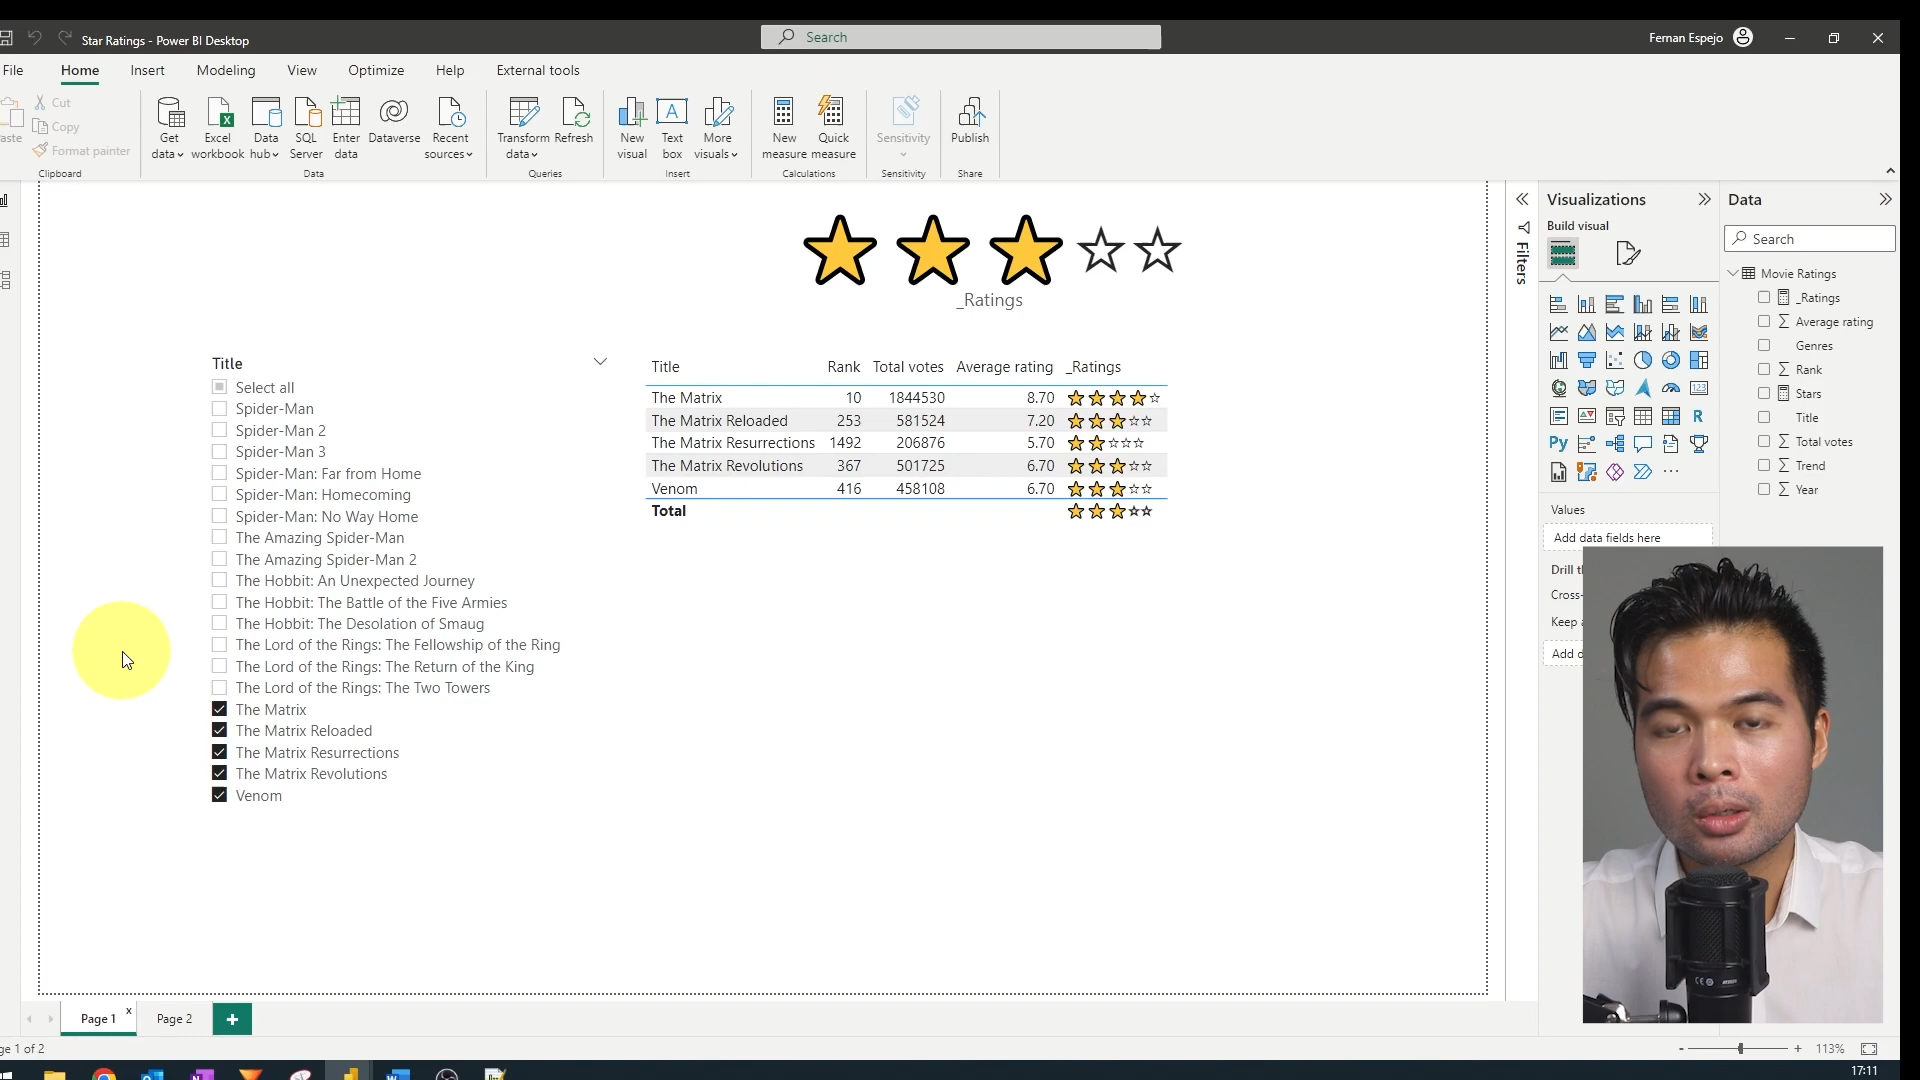 Star Ratings - Power BI Desktop
Search
Fernan Espejo
File
Home
Insert
Modeling
View
Optimize
Help
External tools
Cut
Copy
Format painter
Clipboard
Get data
Excel workbook
Data hub
SQL Server
Enter data
Dataverse
Recent sources
Data
Transform data
Refresh
Queries
New visual
Text box
More visuals
Insert
New measure
Quick measure
Calculations
Sensitivity
Sensitivity
Publish
Share
_Ratings
Title
Select all
Spider-Man
Spider-Man 2
Spider-Man 3
Spider-Man: Far from Home
Spider-Man: Homecoming
Spider-Man: No Way Home
The Amazing Spider-Man
The Amazing Spider-Man 2
The Hobbit: An Unexpected Journey
The Hobbit: The Battle of the Five Armies
The Hobbit: The Desolation of Smaug
The Lord of the Rings: The Fellowship of the Ring
The Lord of the Rings: The Return of the King
The Lord of the Rings: The Two Towers
The Matrix
The Matrix Reloaded
The Matrix Resurrections
The Matrix Revolutions
Venom
Title Rank Total votes Average rating _Ratings
The Matrix 10 1844530 8.70
The Matrix Reloaded 253 581524 7.20
The Matrix Resurrections 1492 206876 5.70
The Matrix Revolutions 367 501725 6.70
Venom 416 458108 6.70
Total
Filters
Visualizations
Build visual
Values
Add data fields here
Drill th
Cross-
Keep a
Add d
Data
Search
Movie Ratings
_Ratings
Average rating
Genres
Rank
Stars
Title
Total votes
Trend
Year
Page 1
Page 2
ge 1 of 2
113%
17:11